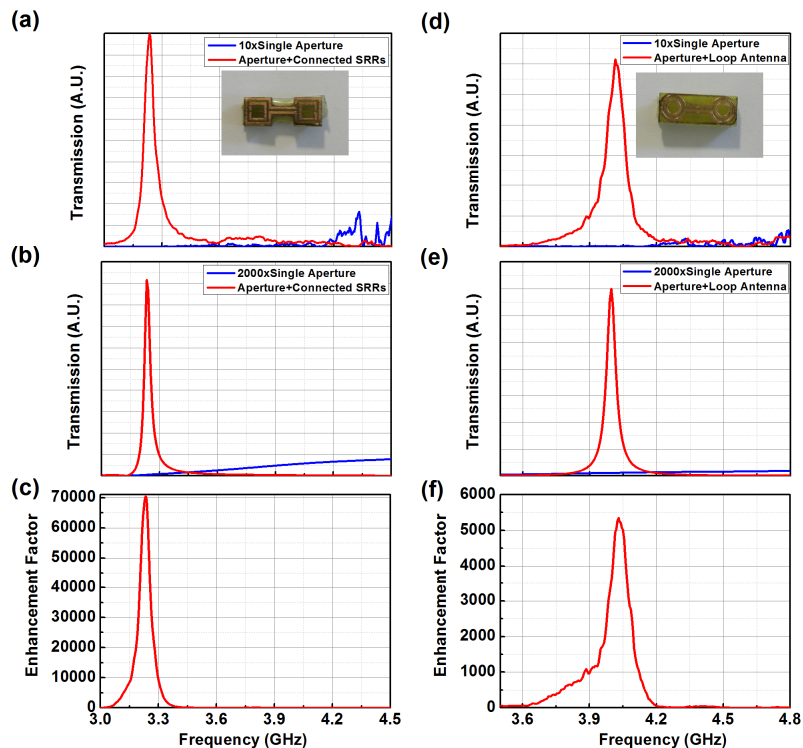 (a)
10xSingle Aperture
Aperture+Connected SRRs
Transmission (A.U.)
(b)
2000xSingle Aperture
Aperture+Connected SRRs
Transmission (A.U.)
(c)
70000
60000
50000
40000
30000
20000
10000
0
Enhancement Factor
3.0 3.3 3.6 3.9 4.2 4.5
Frequency (GHz)
(d)
10xSingle Aperture
Aperture+Loop Antenna
Transmission (A.U.)
(e)
2000xSingle Aperture
Aperture+Loop Antenna
Transmission (A.U.)
(f)
6000
5000
4000
3000
2000
1000
0
Enhancement Factor
3.6 3.9 4.2 4.5 4.8
Frequency (GHz)